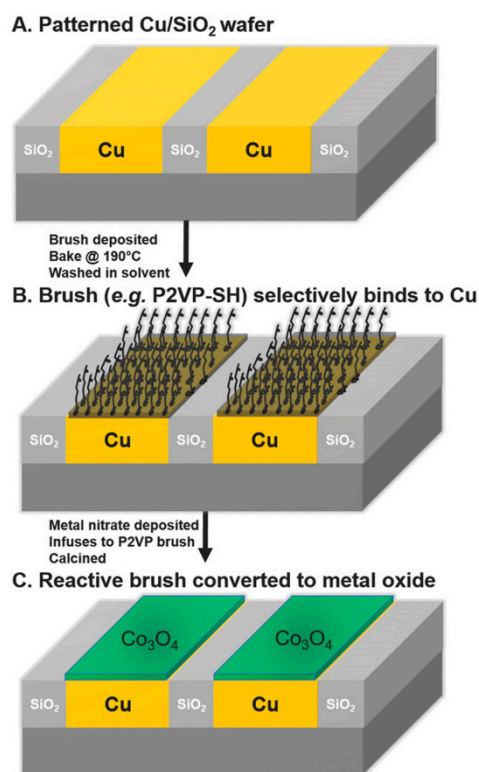 A. Patterned Cu/SiO₂ wafer
SiO₂ Cu SiO₂ Cu SiO₂
Brush deposited
Bake @ 190°C
Washed in solvent
B. Brush (e.g. P2VP-SH) selectively binds to Cu
SiO₂ Cu SiO₂ Cu SiO₂
Metal nitrate deposited
Infuses to P2VP brush
Calcined
C. Reactive brush converted to metal oxide
Co₃O₄ Co₃O₄
SiO₂ Cu SiO₂ Cu SiO₂